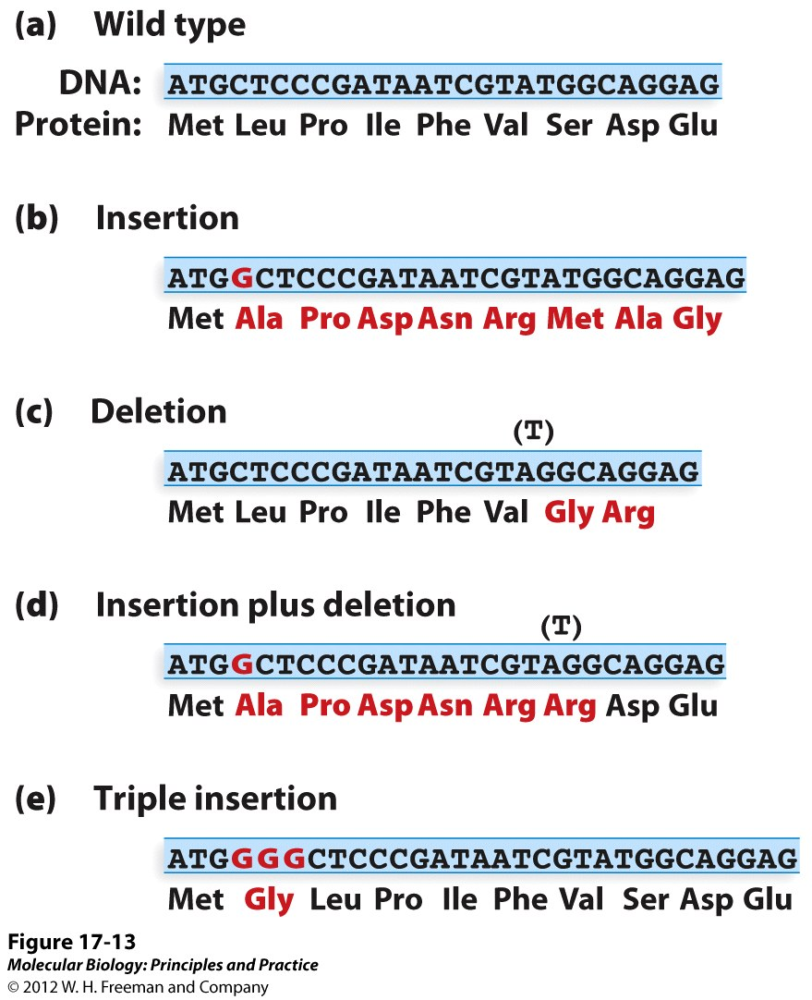 (a) Wild type
DNA: ATGCTCCCGATAATCGTATGGCAGGAG
Protein: Met Leu Pro Ile Phe Val Ser Asp Glu
(b) Insertion
ATGGCTCCCGATAATCGTATGGCAGGAG
Met Ala Pro Asp Asn Arg Met Ala Gly
(c) Deletion
(T)
ATGCTCCCGATAATCGTAGGCAGGAG
Met Leu Pro Ile Phe Val Gly Arg
(d) Insertion plus deletion
(T)
ATGGCTCCCGATAATCGTAGGCAGGAG
Met Ala Pro Asp Asn Arg Arg Asp Glu
(e) Triple insertion
ATGGGGCTCCCGATAATCGTATGGCAGGAG
Met Gly Leu Pro Ile Phe Val Ser Asp Glu
Figure 17-13
Molecular Biology: Principles and Practice
© 2012 W. H. Freeman and Company